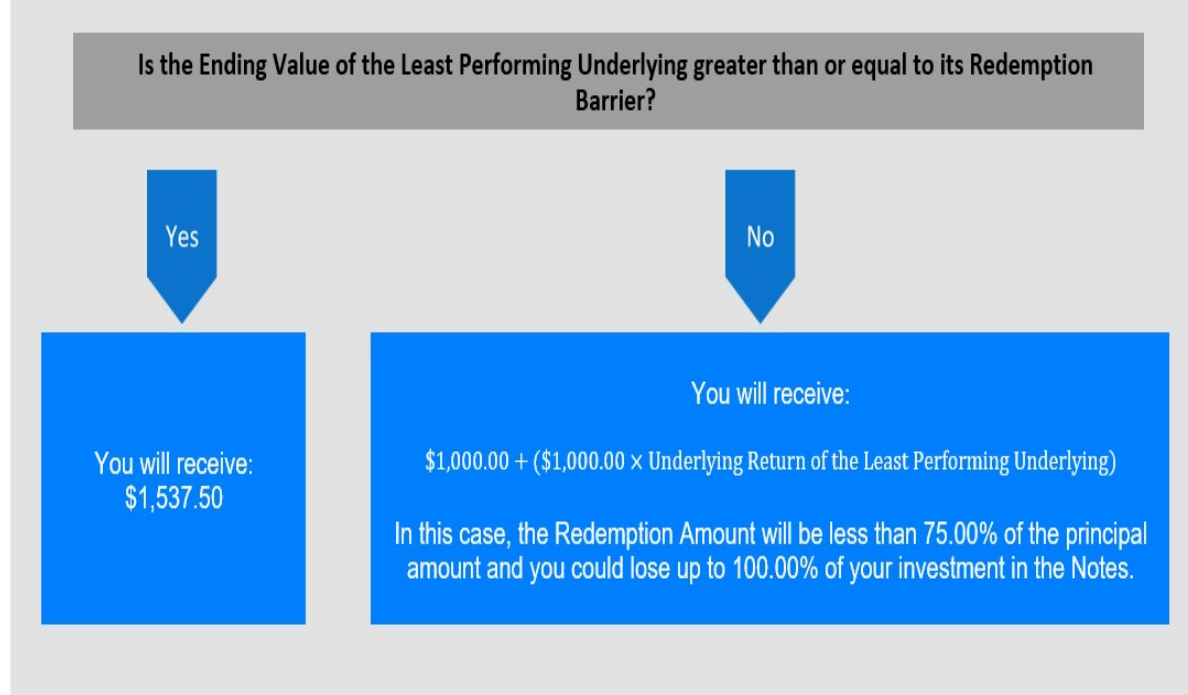 Is the Ending Value of the Least Performing Underlying greater than or equal to its Redemption
Barrier?
Yes
No
You will receive:
$1,537.50
You will receive:
$1,000.00 + ($1,000.00 × Underlying Return of the Least Performing Underlying)
In this case, the Redemption Amount will be less than 75.00% of the principal
amount and you could lose up to 100.00% of your investment in the Notes.